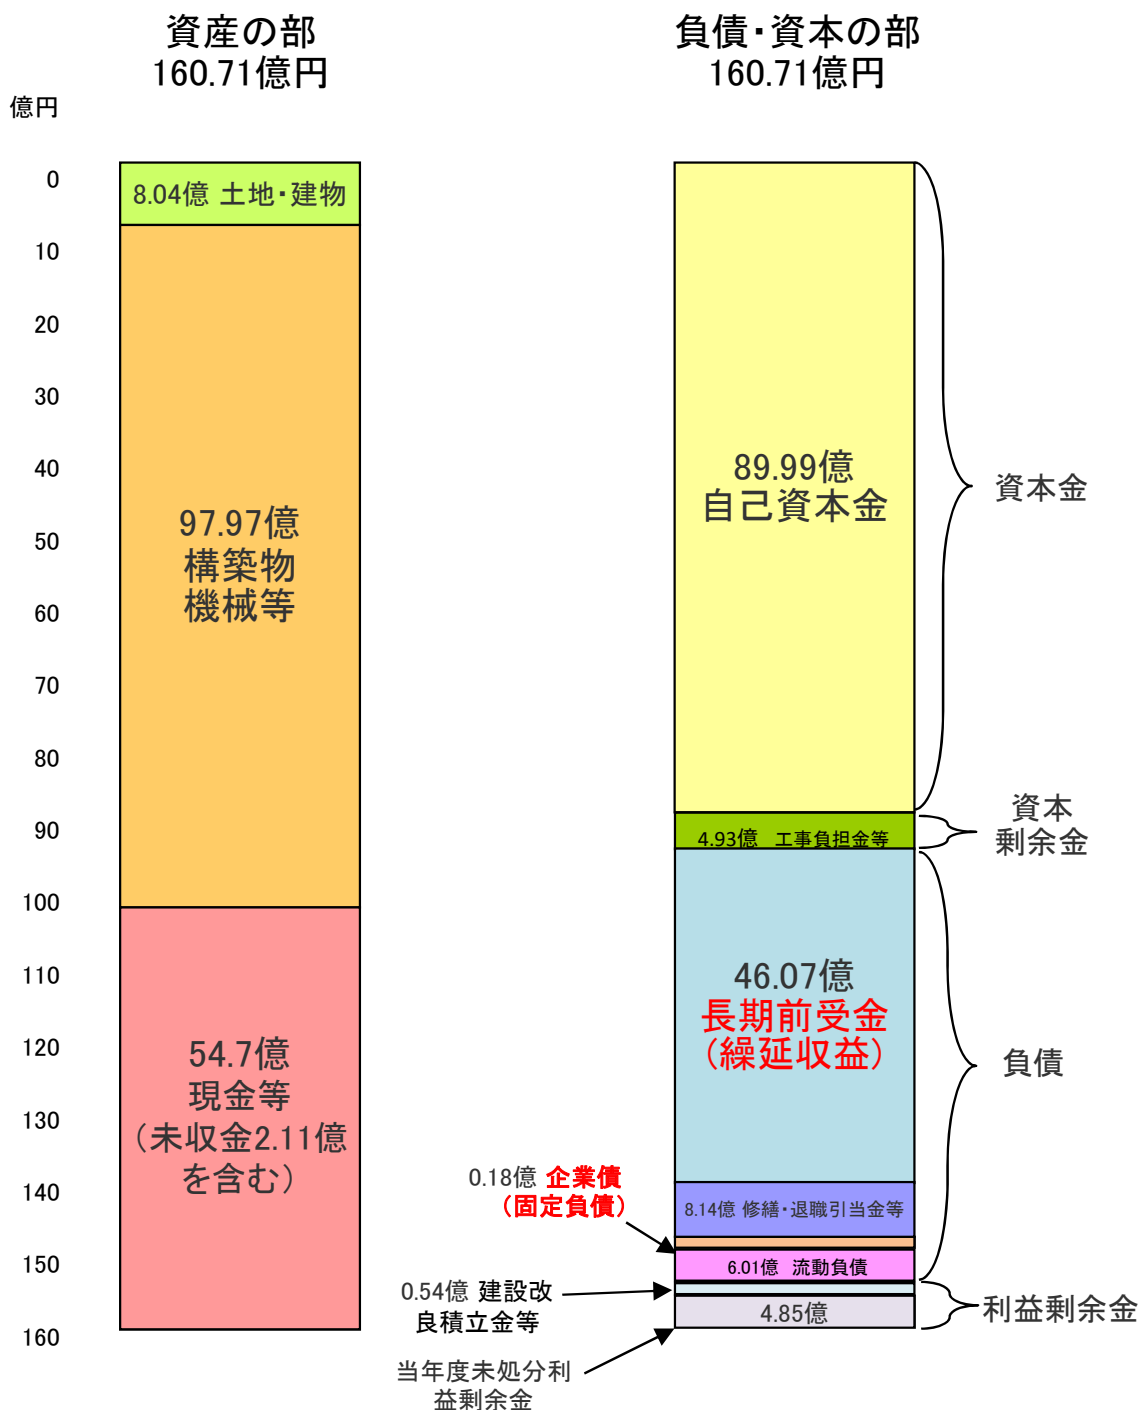 資産の部
160.71億円
負債・資本の部
160.71億円
億円
0
10
20
30
40
50
60
70
80
90
100
110
120
130
140
150
160
8.04億 土地・建物
97.97億
構築物
機械等
54.7億
現金等
（未収金2.11億
を含む）
89.99億
自己資本金
4.93億 工事負担金等
46.07億
長期前受金
（繰延収益）
8.14億 修繕・退職引当金等
6.01億 流動負債
4.85億
0.18億 企業債
（固定負債）
0.54億 建設改
良積立金等
当年度未処分利
益剰余金
資本金
資本
剰余金
負債
利益剰余金